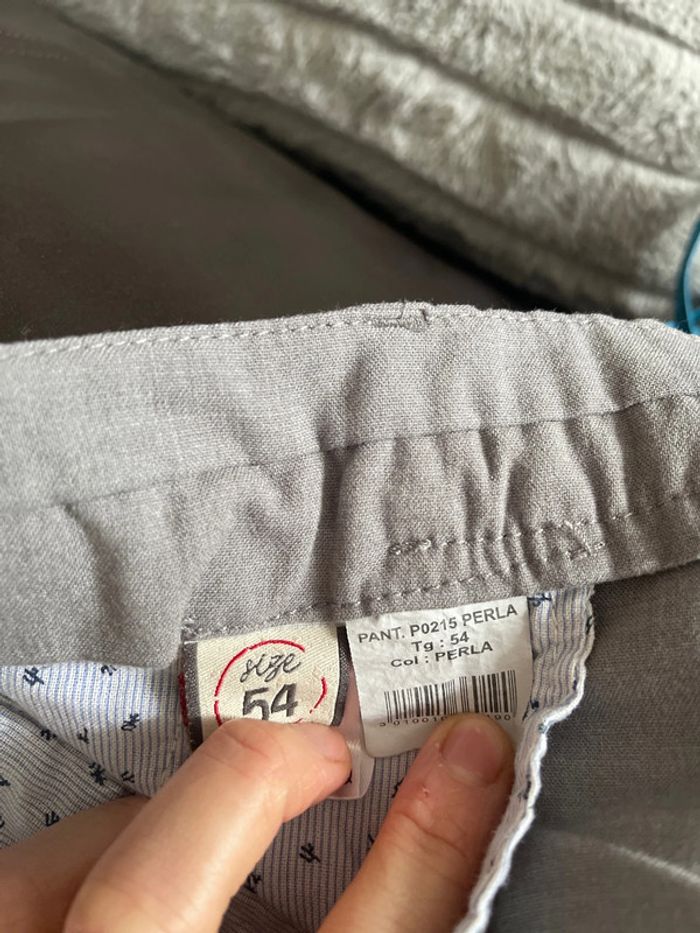 size
54
PANT. P0215 PERLA
Tg : 54
Col : PERLA